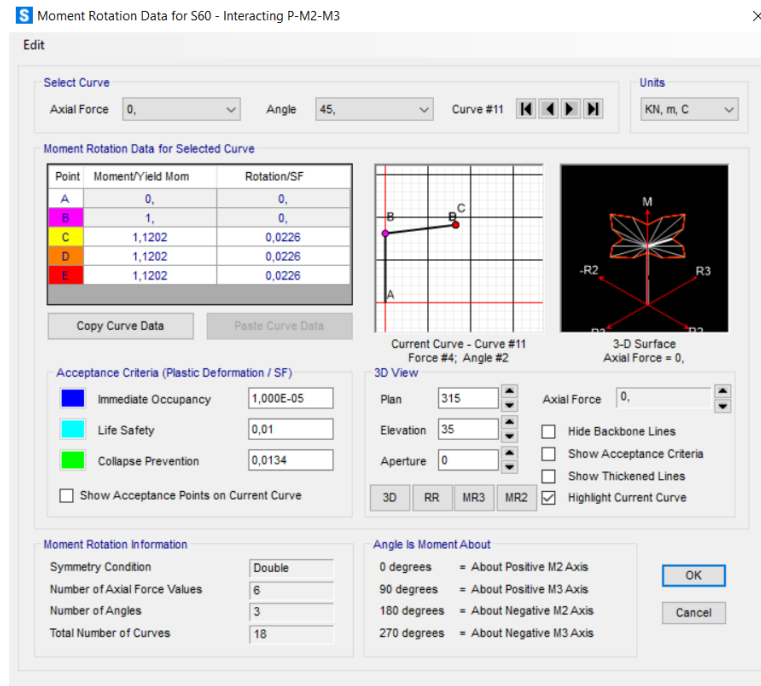 S Moment Rotation Data for S60 - Interacting P-M2-M3
Edit
Select Curve
Axial Force 0, Angle 45, Curve #11
Units
KN, m, C
Moment Rotation Data for Selected Curve
Point Moment/Yield Mom Rotation/SF
A 0, 0,
B 1, 0,
C 1,1202 0,0226
D 1,1202 0,0226
E 1,1202 0,0226
Copy Curve Data Paste Curve Data
A
B
C
Current Curve - Curve #11
Force #4; Angle #2
M
-R2 R3
3-D Surface
Axial Force = 0,
Acceptance Criteria (Plastic Deformation / SF)
Immediate Occupancy 1,000E-05
Life Safety 0,01
Collapse Prevention 0,0134
Show Acceptance Points on Current Curve
3D View
Plan 315
Elevation 35
Aperture 0
3D RR MR3 MR2
Axial Force 0,
Hide Backbone Lines
Show Acceptance Criteria
Show Thickened Lines
Highlight Current Curve
Moment Rotation Information
Symmetry Condition Double
Number of Axial Force Values 6
Number of Angles 3
Total Number of Curves 18
Angle Is Moment About
0 degrees = About Positive M2 Axis
90 degrees = About Positive M3 Axis
180 degrees = About Negative M2 Axis
270 degrees = About Negative M3 Axis
OK
Cancel